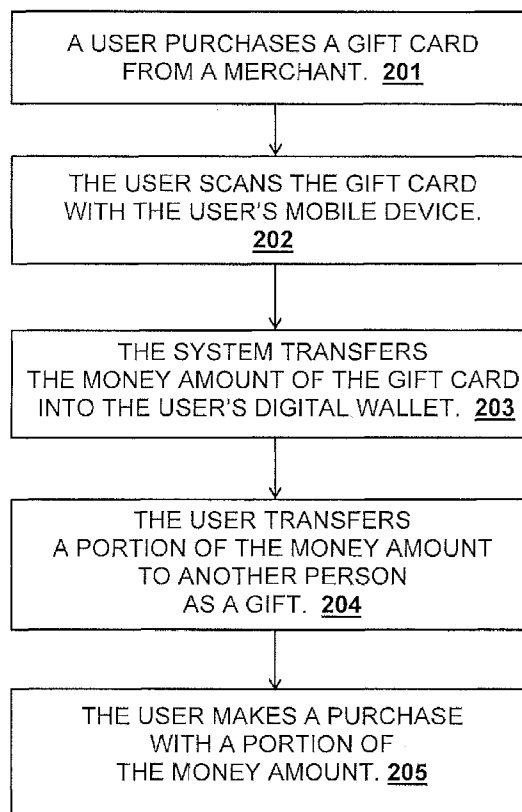 A USER PURCHASES A GIFT CARD
FROM A MERCHANT. 201
THE USER SCANS THE GIFT CARD
WITH THE USER'S MOBILE DEVICE.
202
THE SYSTEM TRANSFERS
THE MONEY AMOUNT OF THE GIFT CARD
INTO THE USER'S DIGITAL WALLET. 203
THE USER TRANSFERS
A PORTION OF THE MONEY AMOUNT
TO ANOTHER PERSON
AS A GIFT. 204
THE USER MAKES A PURCHASE
WITH A PORTION OF
THE MONEY AMOUNT. 205